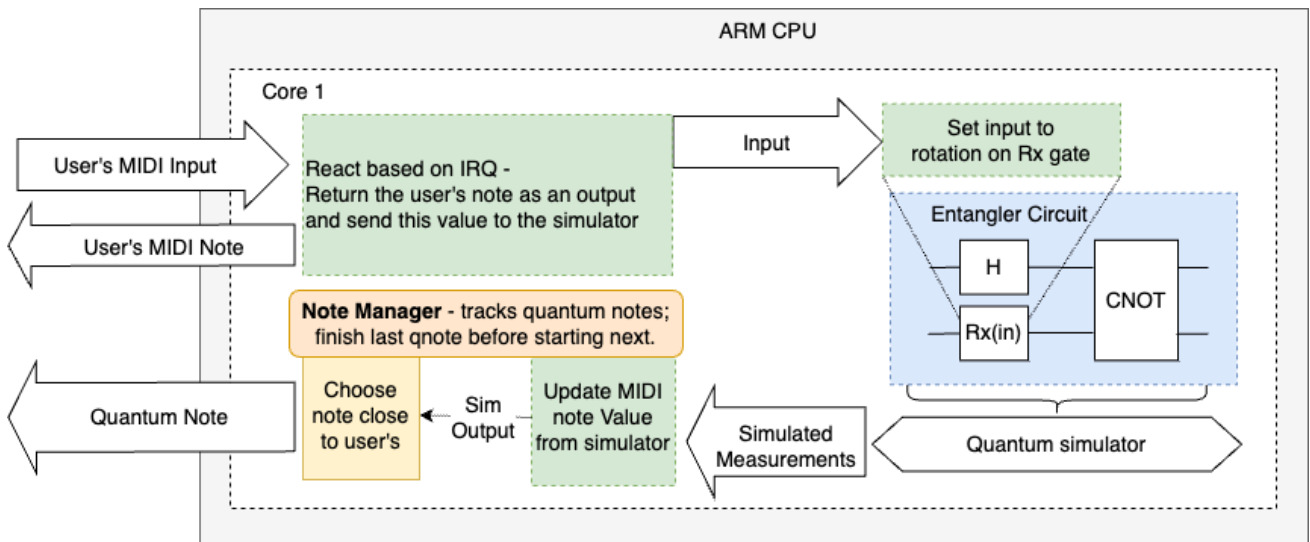 ARM CPU
Core 1
User's MIDI Input
React based on IRQ -
Return the user's note as an output
and send this value to the simulator
Input
Set input to
rotation on Rx gate
User's MIDI Note
Entangler Circuit
H
CNOT
Rx(in)
Note Manager - tracks quantum notes;
finish last qnote before starting next.
Quantum Note
Choose
note close
to user's
Sim
Output
Update MIDI
note Value
from simulator
Simulated
Measurements
Quantum simulator